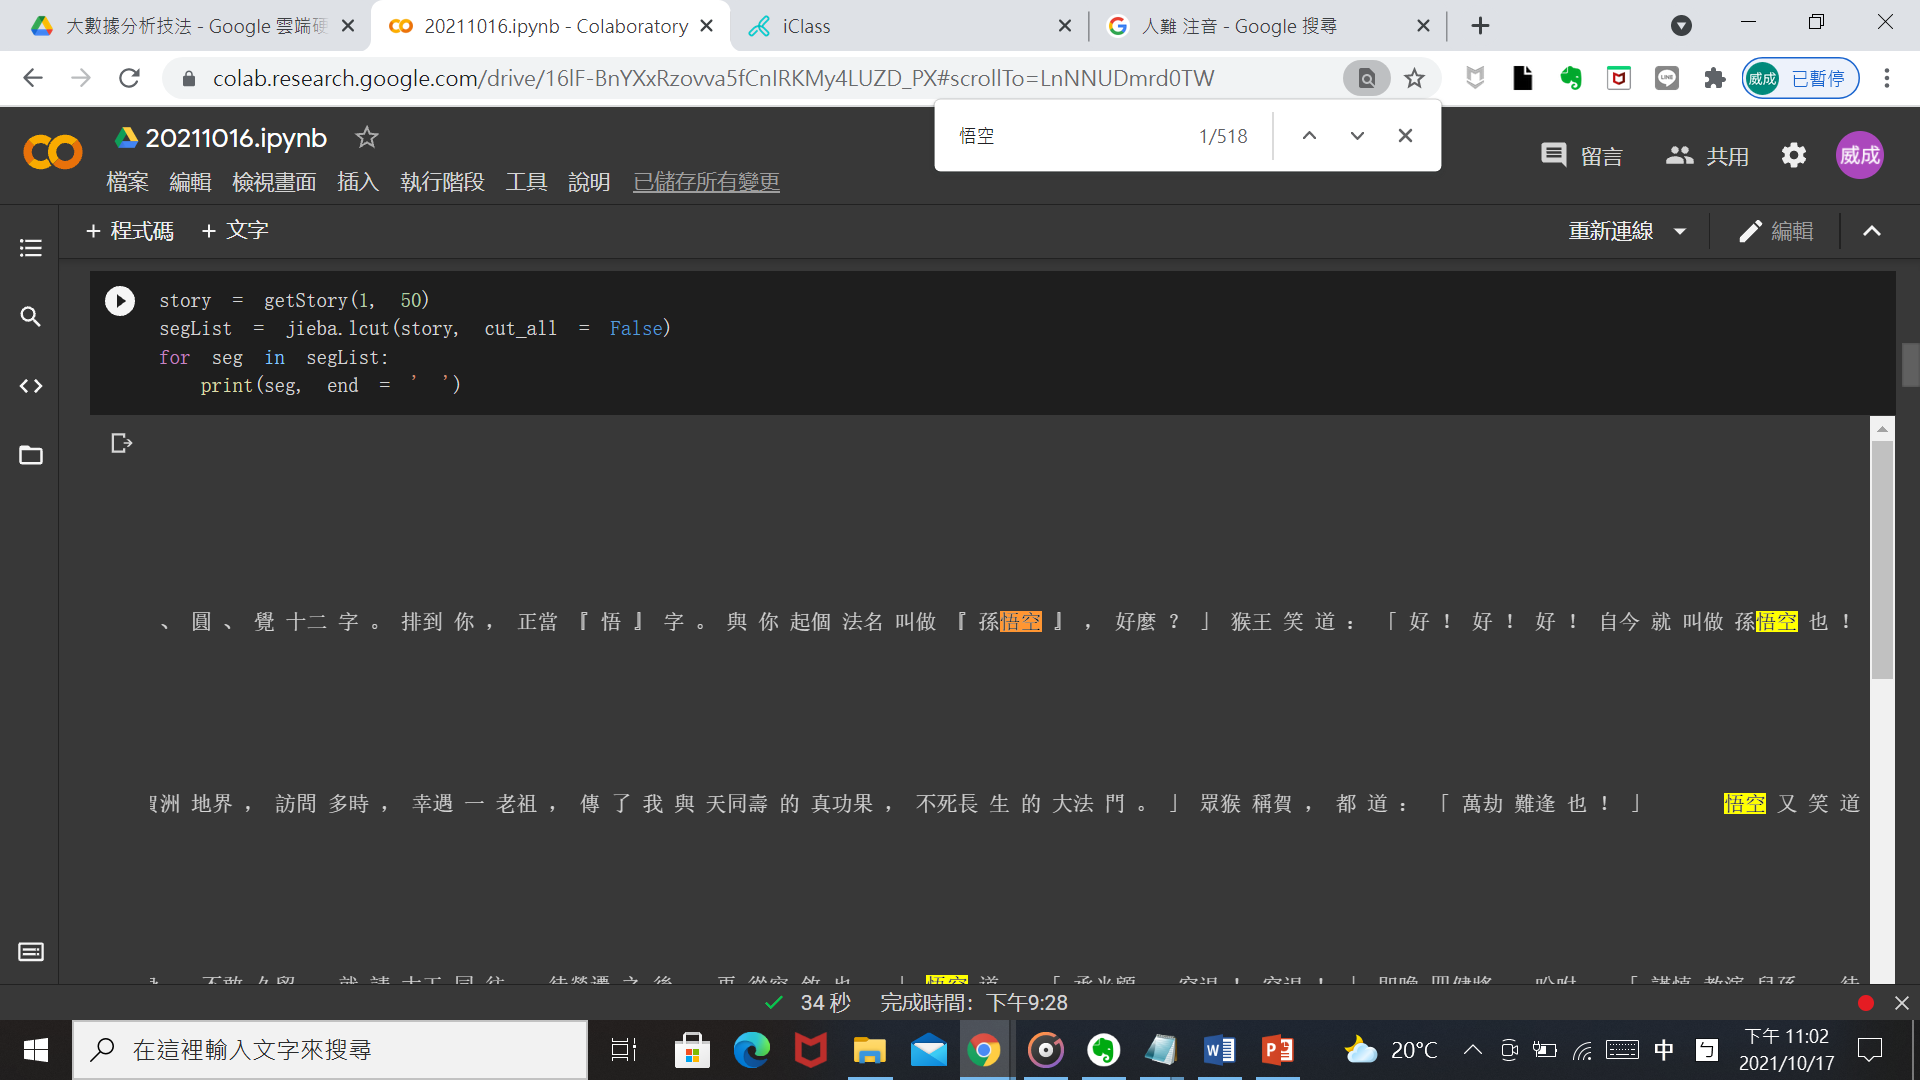 大數據分析技法 - Google 雲端硬
20211016.ipynb - Colaboratory
iClass
人難 注音 - Google 搜尋
colab.research.google.com/drive/16lF-BnYXxRzovva5fCnIRKMy4LUZD_PX#scrollTo=LnNNUDmrd0TW
威成 已暫停
悟空 1/518
20211016.ipynb
留言 共用 威成
檔案 編輯 檢視畫面 插入 執行階段 工具 說明 已儲存所有變更
+ 程式碼 + 文字 重新連線 編輯
story = getStory(1, 50)
segList = jieba.lcut(story, cut_all = False)
for seg in segList:
print(seg, end = ' ')
、 圓 、 覺 十二 字 。 排到 你 , 正當 『 悟 』 字 。 與 你 起個 法名 叫做 『 孫悟空 』 , 好麼 ? 」 猴王 笑 道 : 「 好 ! 好 ! 好 ! 自今 就 叫做 孫悟空 也 !
洲 地界 , 訪問 多時 , 幸遇 一 老祖 , 傳 了 我 與 天同壽 的 真功果 , 不死長 生 的 大法 門 。 」 眾猴 稱賀 , 都 道 : 「 萬劫 難逢 也 ! 」 悟空 又 笑 道
悟空 道
34 秒 完成時間: 下午9:28
在這裡輸入文字來搜尋
20°C
中
ㄅ
下午 11:02
2021/10/17